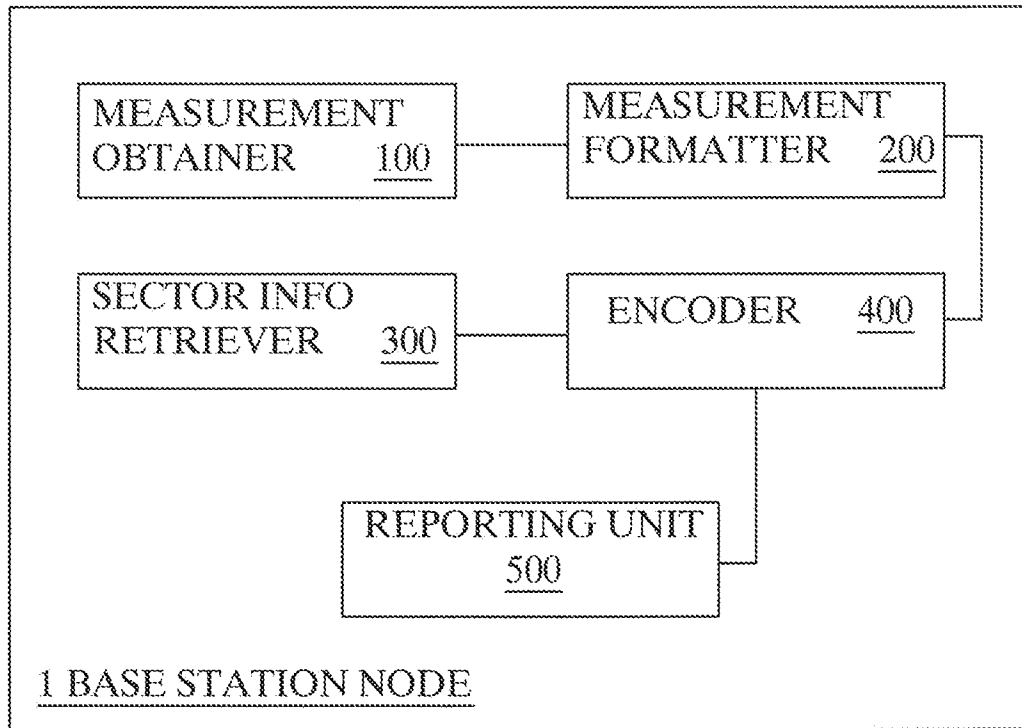 MEASUREMENT
OBTAINER 100
MEASUREMENT
FORMATTER 200
SECTOR INFO
RETRIEVER 300
ENCODER 400
REPORTING UNIT
500
1 BASE STATION NODE